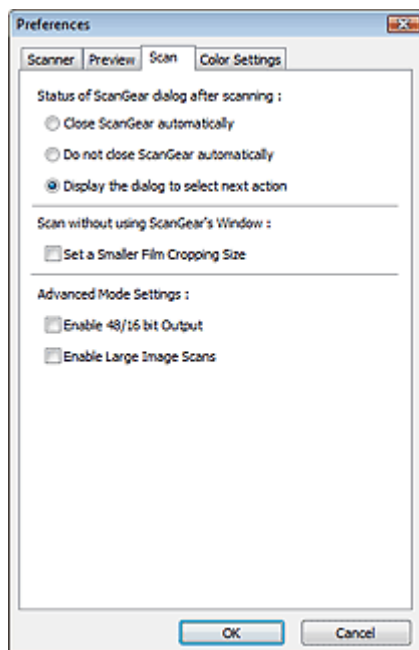 Preferences
Scanner Preview Scan Color Settings
Status of ScanGear dialog after scanning :
Close ScanGear automatically
Do not close ScanGear automatically
Display the dialog to select next action
Scan without using ScanGear's Window :
Set a Smaller Film Cropping Size
Advanced Mode Settings :
Enable 48/16 bit Output
Enable Large Image Scans
OK Cancel